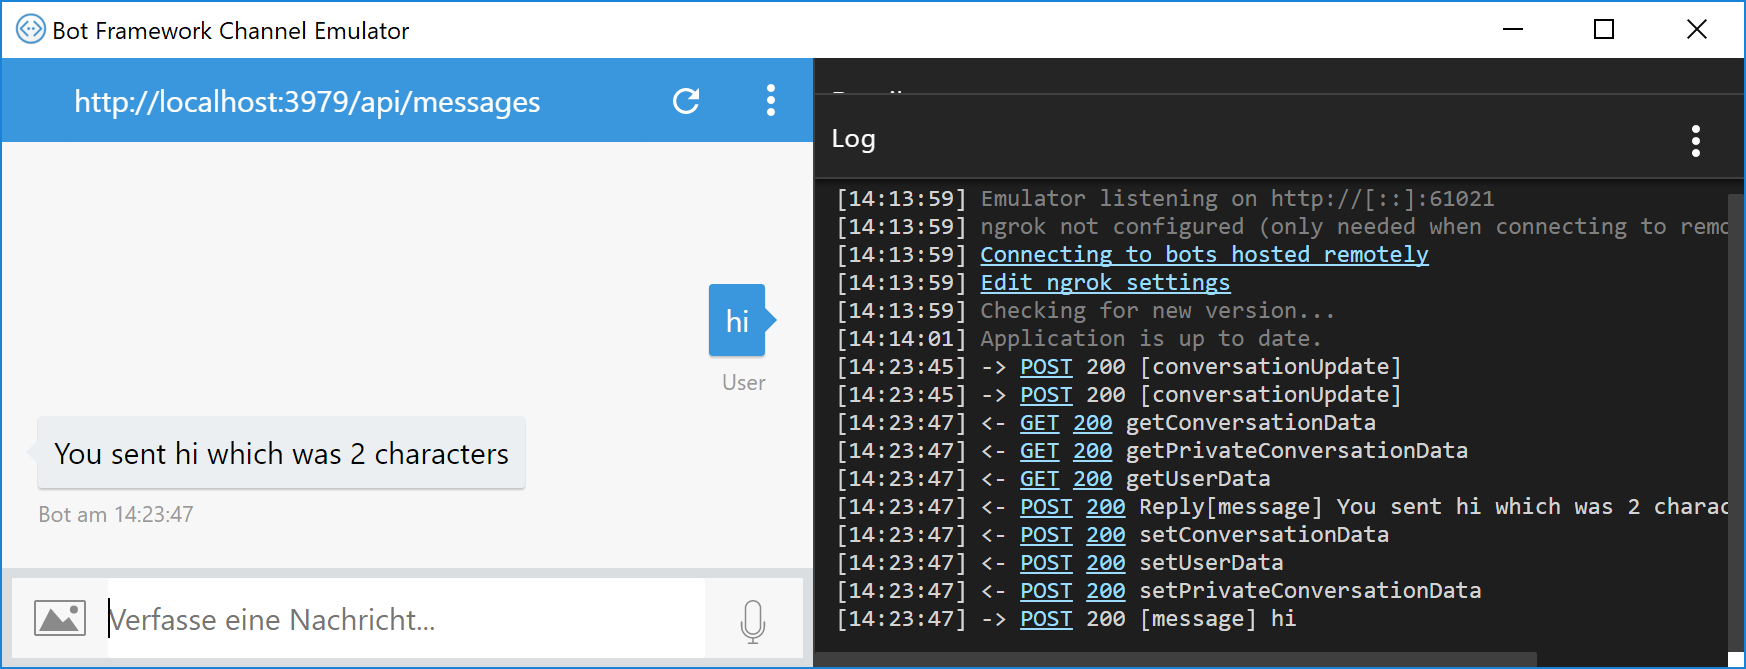 Bot Framework Channel Emulator
http://localhost:3979/api/messages
hi
User
You sent hi which was 2 characters
Bot am 14:23:47
Verfasse eine Nachricht...
Log
[14:13:59] Emulator listening on http://[::]:61021
[14:13:59] ngrok not configured (only needed when connecting to remo
[14:13:59] Connecting to bots hosted remotely
[14:13:59] Edit ngrok settings
[14:13:59] Checking for new version...
[14:14:01] Application is up to date.
[14:23:45] -> POST 200 [conversationUpdate]
[14:23:45] -> POST 200 [conversationUpdate]
[14:23:47] <- GET 200 getConversationData
[14:23:47] <- GET 200 getPrivateConversationData
[14:23:47] <- GET 200 getUserData
[14:23:47] <- POST 200 Reply[message] You sent hi which was 2 charac
[14:23:47] <- POST 200 setConversationData
[14:23:47] <- POST 200 setUserData
[14:23:47] <- POST 200 setPrivateConversationData
[14:23:47] -> POST 200 [message] hi